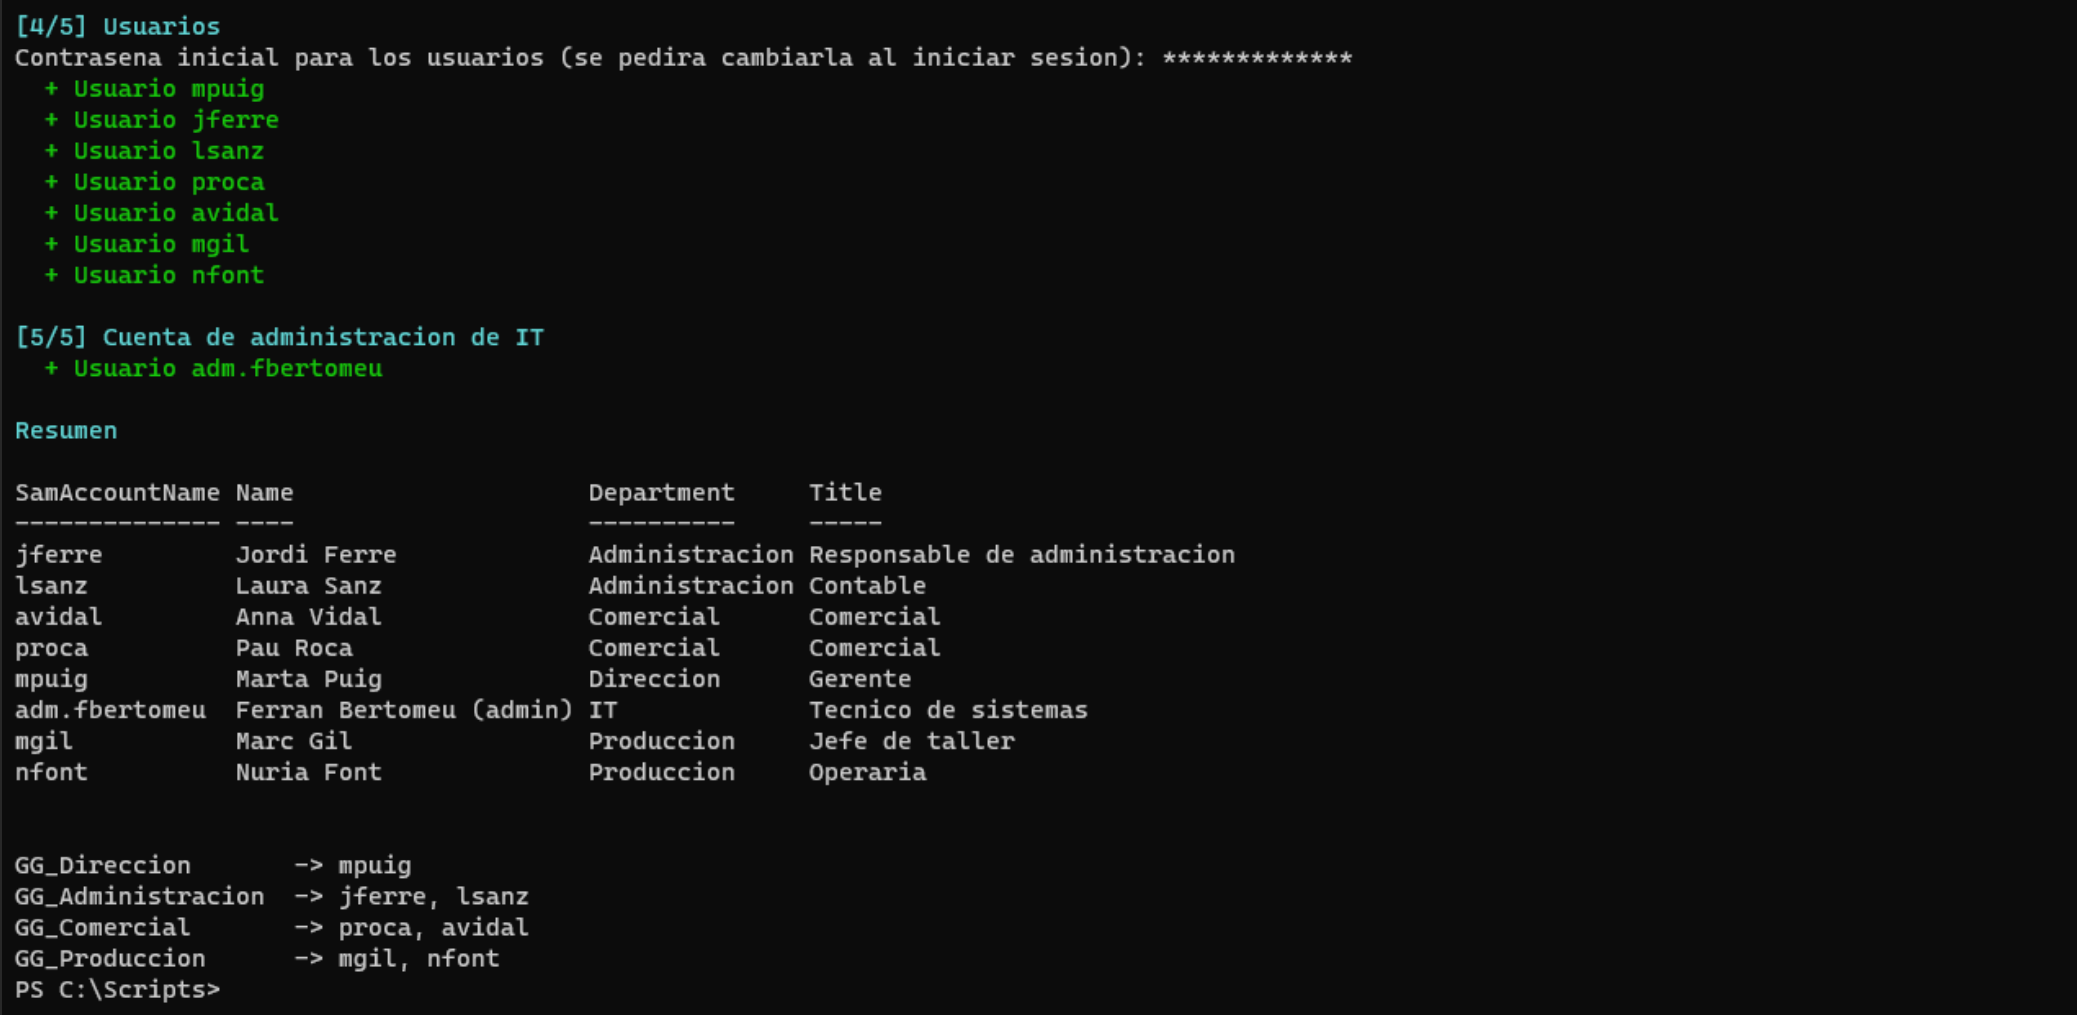 [4/5] Usuarios
Contrasena inicial para los usuarios (se pedira cambiarla al iniciar sesion): *************
  + Usuario mpuig
  + Usuario jferre
  + Usuario lsanz
  + Usuario proca
  + Usuario avidal
  + Usuario mgil
  + Usuario nfont

[5/5] Cuenta de administracion de IT
  + Usuario adm.fbertomeu

Resumen

SamAccountName Name                    Department     Title
-------------- ----                    ----------     -----
jferre         Jordi Ferre             Administracion Responsable de administracion
lsanz          Laura Sanz              Administracion Contable
avidal         Anna Vidal              Comercial      Comercial
proca          Pau Roca                Comercial      Comercial
mpuig          Marta Puig              Direccion      Gerente
adm.fbertomeu  Ferran Bertomeu (admin) IT             Tecnico de sistemas
mgil           Marc Gil                Produccion     Jefe de taller
nfont          Nuria Font              Produccion     Operaria

GG_Direccion       -> mpuig
GG_Administracion  -> jferre, lsanz
GG_Comercial       -> proca, avidal
GG_Produccion      -> mgil, nfont
PS C:\Scripts>